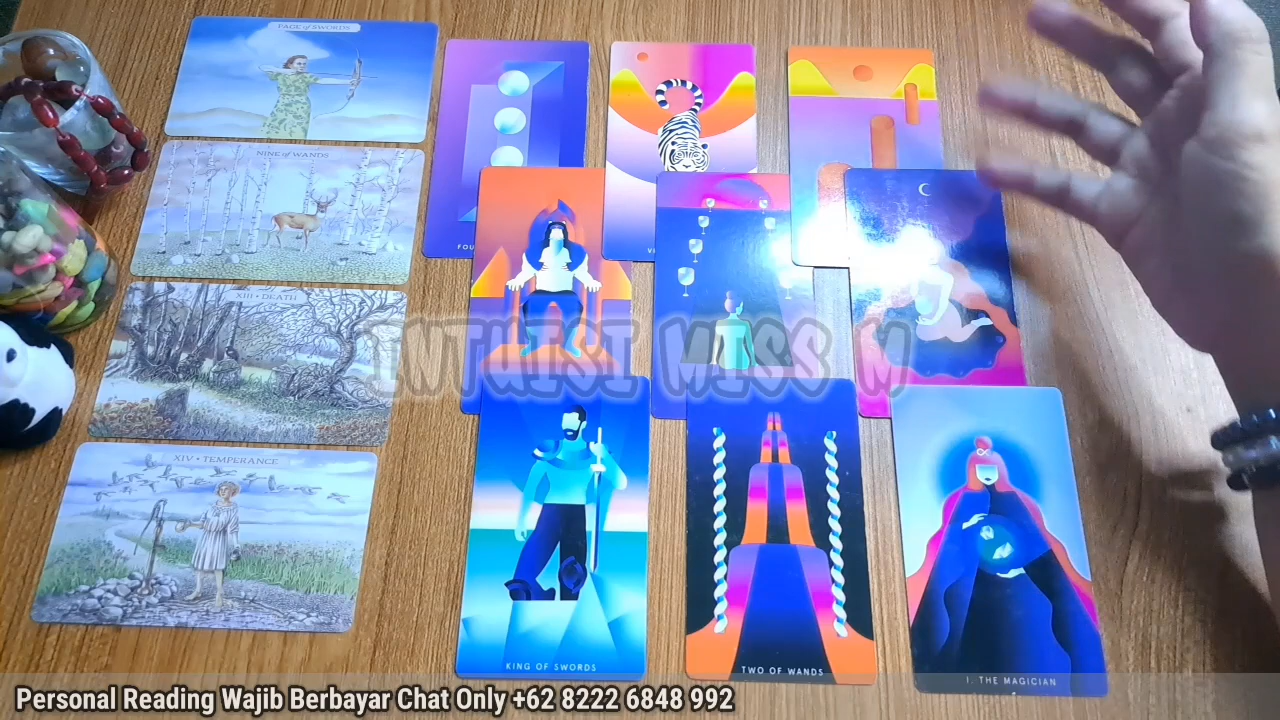 PAGE of SWORDS
NINE of WANDS
XIII • DEATH
XIV • TEMPERANCE
INTUISI MISS M
KING OF SWORDS
TWO OF WANDS
I. THE MAGICIAN
Personal Reading Wajib Berbayar Chat Only +62 8222 6848 992